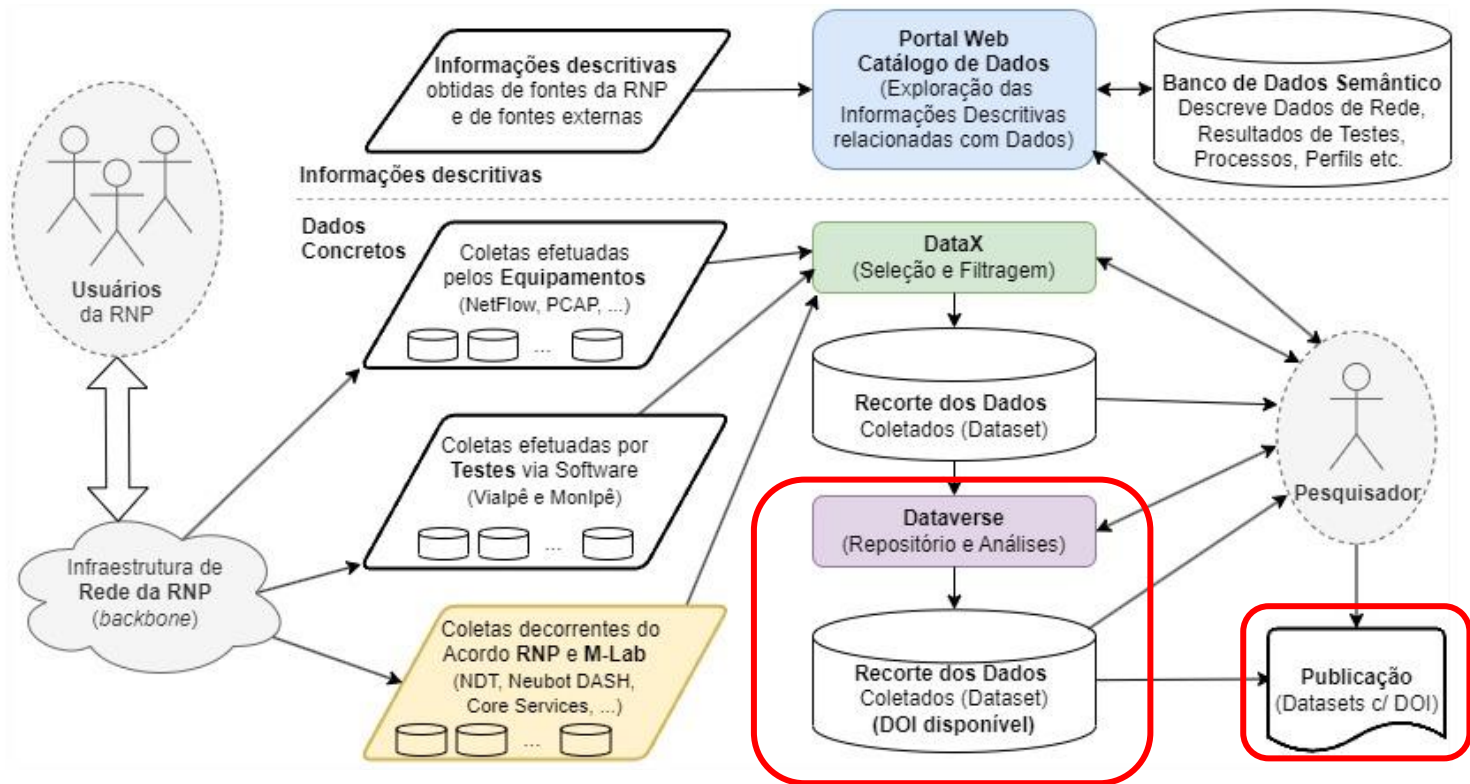 Informações descritivas
obtidas de fontes da RNP
e de fontes externas
Portal Web
Catálogo de Dados
(Exploração das
Informações Descritivas
relacionadas com Dados)
Banco de Dados Semântico
Descreve Dados de Rede,
Resultados de Testes,
Processos, Perfils etc.
Informações descritivas
Dados
Concretos
Usuários
da RNP
Coletas efetuadas
pelos Equipamentos
(NetFlow, PCAP, ...)
...
DataX
(Seleção e Filtragem)
Recorte dos Dados
Coletados (Dataset)
Coletas efetuadas por
Testes via Software
(ViaIpê e MonIpê)
...
Pesquisador
Dataverse
(Repositório e Análises)
Infraestrutura de
Rede da RNP
(backbone)
Coletas decorrentes do
Acordo RNP e M-Lab
(NDT, Neubot DASH,
Core Services, ...)
...
Recorte dos Dados
Coletados (Dataset)
(DOI disponível)
Publicação
(Datasets c/ DOI)